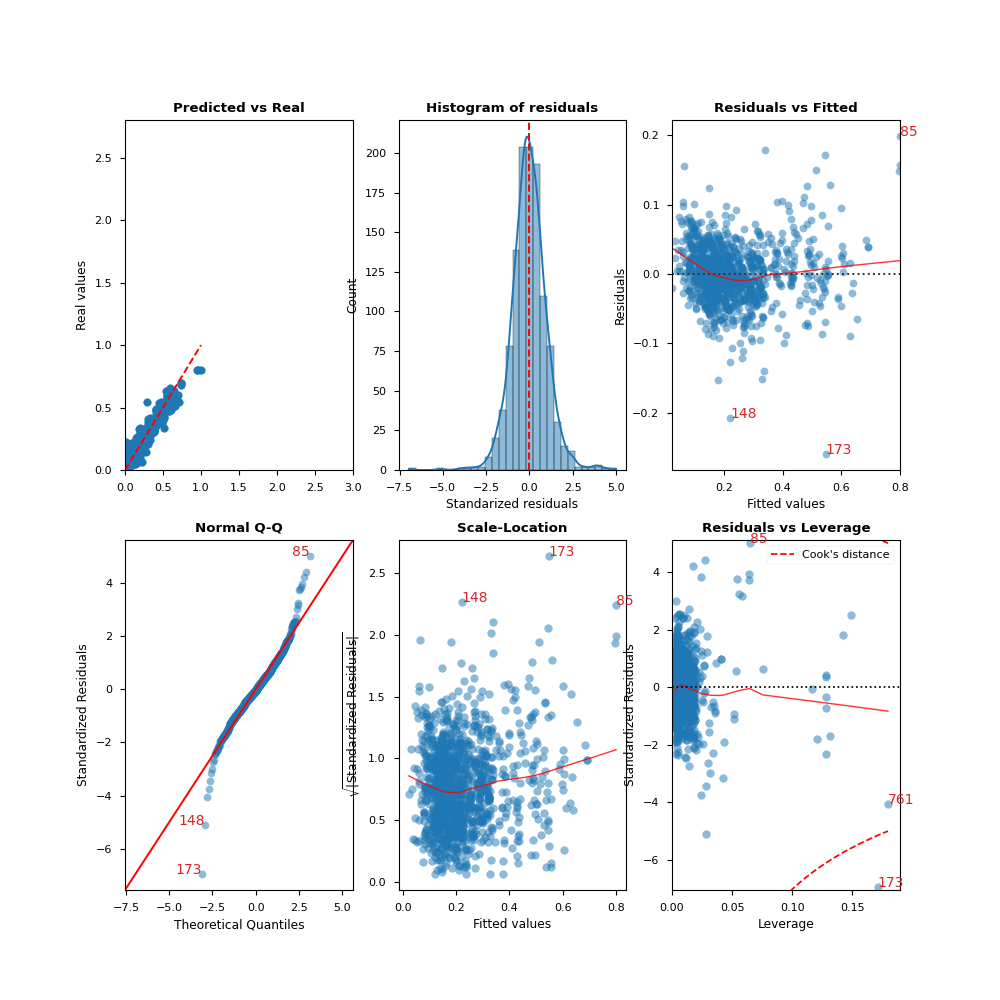 Predicted vs Real
Real values
2.5
2.0
1.5
1.0
0.5
0.0
0.0 0.5 1.0 1.5 2.0 2.5 3.0
Histogram of residuals
Count
200
175
150
125
100
75
50
25
0
−7.5 −5.0 −2.5 0.0 2.5 5.0
Standarized residuals
Residuals vs Fitted
Residuals
0.2
0.1
0.0
−0.1
−0.2
85
148
173
0.2 0.4 0.6 0.8
Fitted values
Normal Q-Q
Standardized Residuals
4
2
0
−2
−4
−6
85
148
173
−7.5 −5.0 −2.5 0.0 2.5 5.0
Theoretical Quantiles
Scale-Location
√|Standardized Residuals|
2.5
2.0
1.5
1.0
0.5
0.0
173
148
85
0.0 0.2 0.4 0.6 0.8
Fitted values
Residuals vs Leverage
Standardized Residuals
4
2
0
−2
−4
−6
85
Cook's distance
761
173
0.00 0.05 0.10 0.15
Leverage